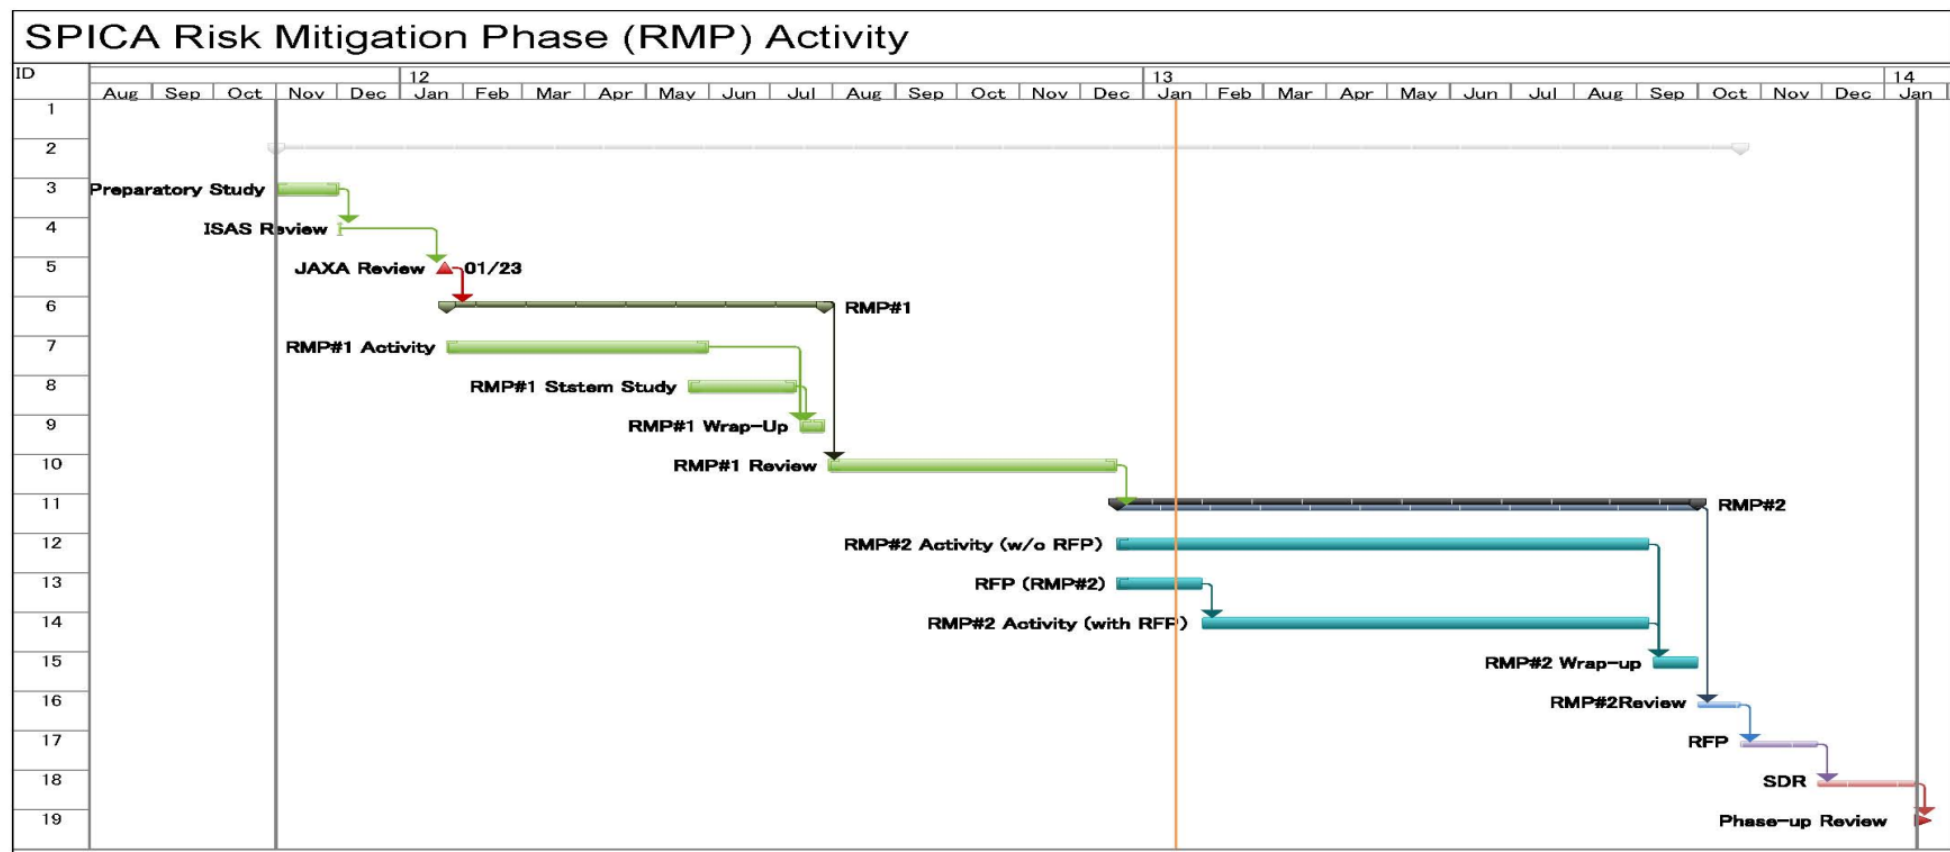 SPICA Risk Mitigation Phase (RMP) Activity
ID
12 13 14
Aug Sep Oct Nov Dec Jan Feb Mar Apr May Jun Jul Aug Sep Oct Nov Dec Jan Feb Mar Apr May Jun Jul Aug Sep Oct Nov Dec Jan
1
2
3 Preparatory Study
4 ISAS Review
5 JAXA Review 01/23
6 RMP#1
7 RMP#1 Activity
8 RMP#1 Ststem Study
9 RMP#1 Wrap-Up
10 RMP#1 Review
11 RMP#2
12 RMP#2 Activity (w/o RFP)
13 RFP (RMP#2)
14 RMP#2 Activity (with RFP)
15 RMP#2 Wrap-up
16 RMP#2Review
17 RFP
18 SDR
19 Phase-up Review